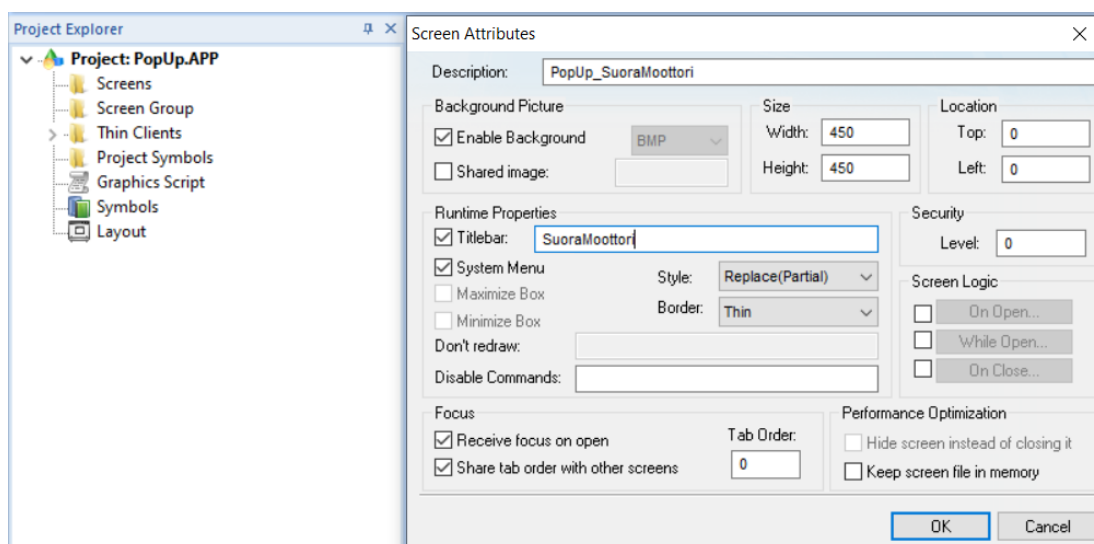 Project Explorer
Project: PopUp.APP
Screens
Screen Group
Thin Clients
Project Symbols
Graphics Script
Symbols
Layout
Screen Attributes
Description: PopUp_SuoraMoottori
Background Picture
Enable Background BMP
Shared image:
Size
Width: 450
Height: 450
Location
Top: 0
Left: 0
Runtime Properties
Titlebar: SuoraMoottori
System Menu
Maximize Box
Minimize Box
Style: Replace(Partial)
Border: Thin
Don't redraw:
Disable Commands:
Security
Level: 0
Screen Logic
On Open...
While Open...
On Close...
Focus
Receive focus on open
Share tab order with other screens
Tab Order:
0
Performance Optimization
Hide screen instead of closing it
Keep screen file in memory
OK Cancel